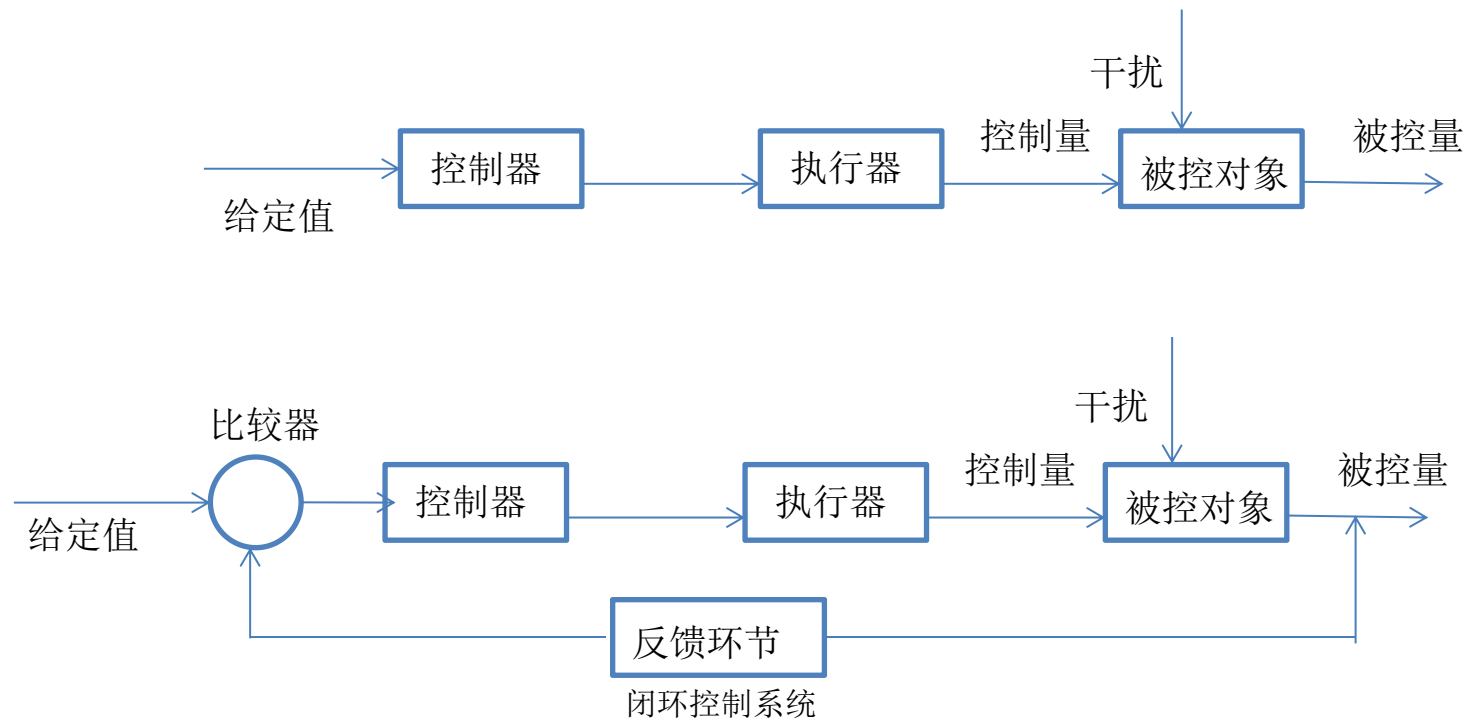 干扰
控制量
被控量
控制器
执行器
被控对象
给定值
干扰
比较器
控制量
被控量
控制器
执行器
被控对象
给定值
反馈环节
闭环控制系统